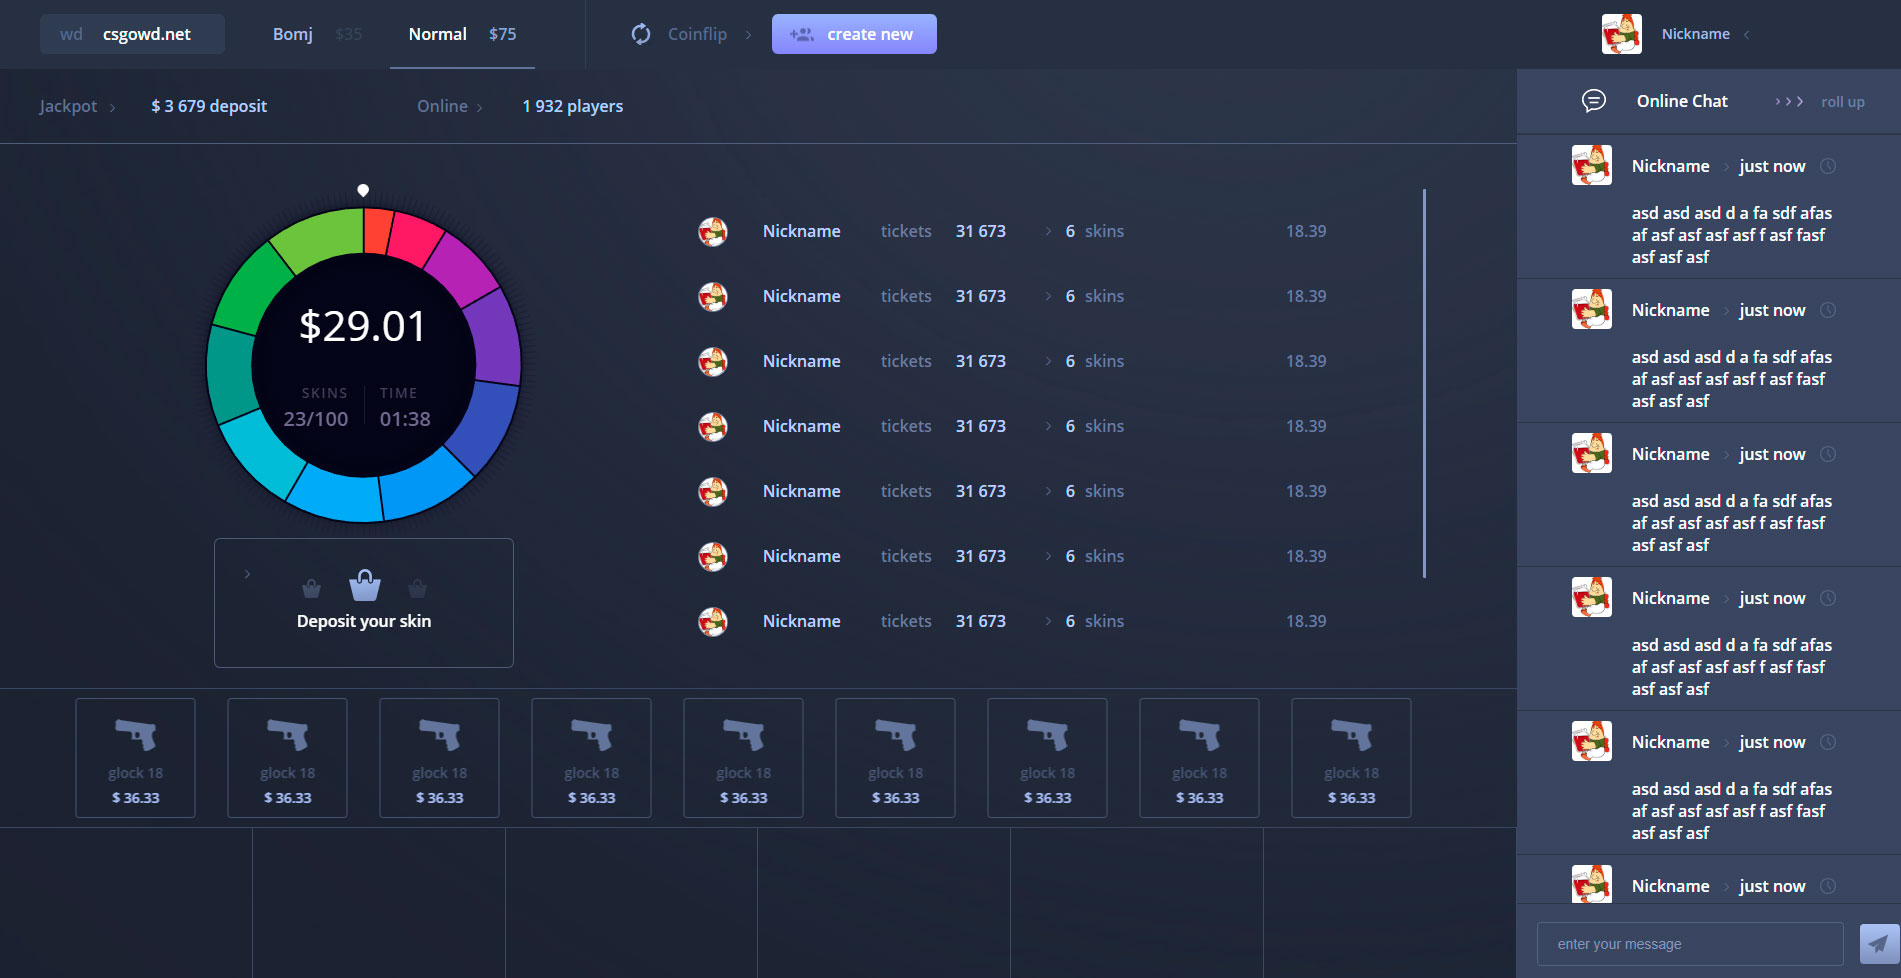 wd csgowd.net Bomj $35 Normal $75 Coinflip create new Nickname
Jackpot $ 3 679 deposit Online 1 932 players
$29.01
SKINS TIME
23/100 01:38
Deposit your skin
Nickname tickets 31 673 6 skins 18.39
Nickname tickets 31 673 6 skins 18.39
Nickname tickets 31 673 6 skins 18.39
Nickname tickets 31 673 6 skins 18.39
Nickname tickets 31 673 6 skins 18.39
Nickname tickets 31 673 6 skins 18.39
Nickname tickets 31 673 6 skins 18.39
glock 18 glock 18 glock 18 glock 18 glock 18 glock 18 glock 18 glock 18 glock 18
$ 36.33 $ 36.33 $ 36.33 $ 36.33 $ 36.33 $ 36.33 $ 36.33 $ 36.33 $ 36.33
Online Chat roll up
Nickname just now
asd asd asd d a fa sdf afas
af asf asf asf asf f asf fasf
asf asf asf
Nickname just now
asd asd asd d a fa sdf afas
af asf asf asf asf f asf fasf
asf asf asf
Nickname just now
asd asd asd d a fa sdf afas
af asf asf asf asf f asf fasf
asf asf asf
Nickname just now
asd asd asd d a fa sdf afas
af asf asf asf asf f asf fasf
asf asf asf
Nickname just now
asd asd asd d a fa sdf afas
af asf asf asf asf f asf fasf
asf asf asf
Nickname just now
enter your message